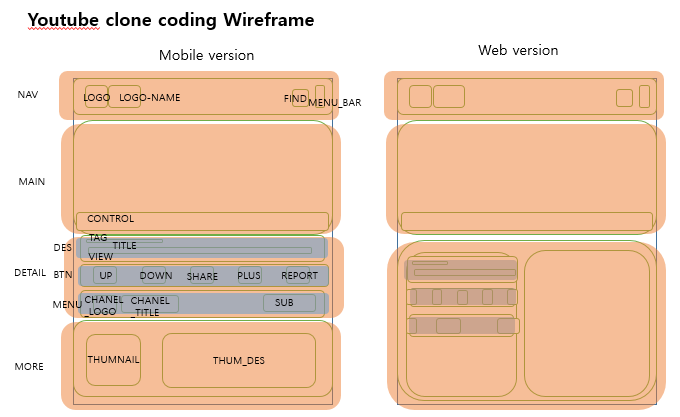 Youtube clone coding Wireframe
Mobile version
Web version
NAV
LOGO
LOGO-NAME
FIND
MENU_BAR
MAIN
CONTROL
DETAIL
DES
TAG
TITLE
VIEW
BTN
UP
DOWN
SHARE
PLUS
REPORT
MENU
CHANEL
_LOGO
CHANEL
_TITLE
SUB
MORE
THUMNAIL
THUM_DES